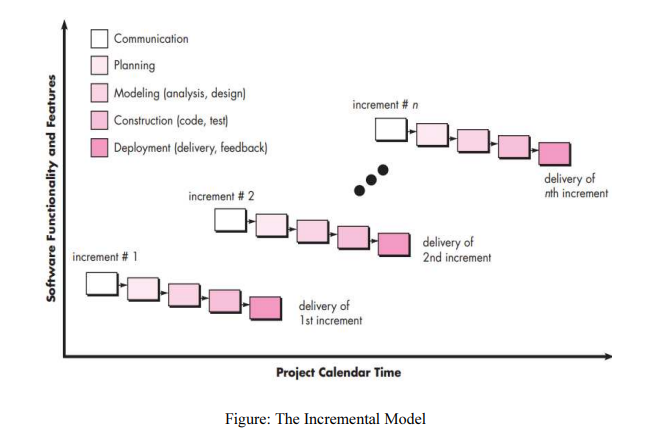 Communication
Planning
Modeling (analysis, design)
Construction (code, test)
Deployment (delivery, feedback)
Software Functionality and Features
increment # n
delivery of
nth increment
increment # 2
delivery of
2nd increment
increment # 1
delivery of
1st increment
Project Calendar Time
Figure: The Incremental Model